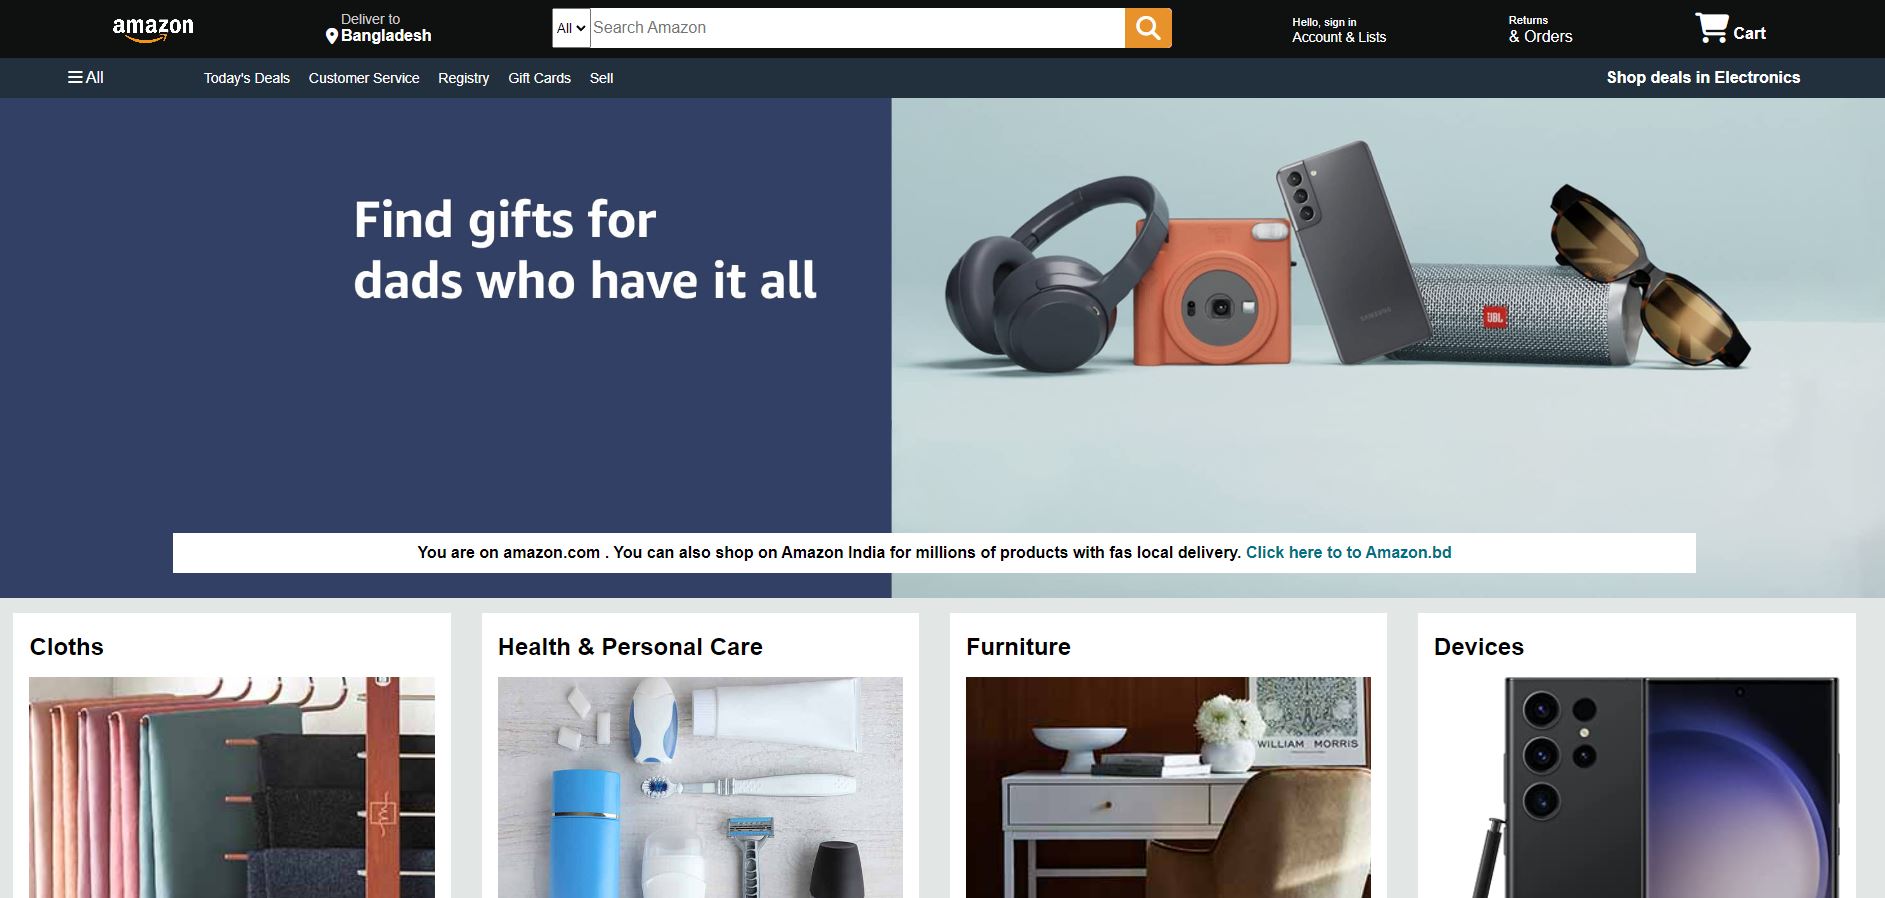 amazon
Deliver to
Bangladesh
All
Search Amazon
Hello, sign in
Account & Lists
Returns
& Orders
Cart
All
Today's Deals
Customer Service
Registry
Gift Cards
Sell
Shop deals in Electronics
Find gifts for
dads who have it all
SAMSUNG
JBL
You are on amazon.com . You can also shop on Amazon India for millions of products with fas local delivery. Click here to to Amazon.bd
Cloths
Health & Personal Care
Furniture
Devices
WILLIAM MORRIS